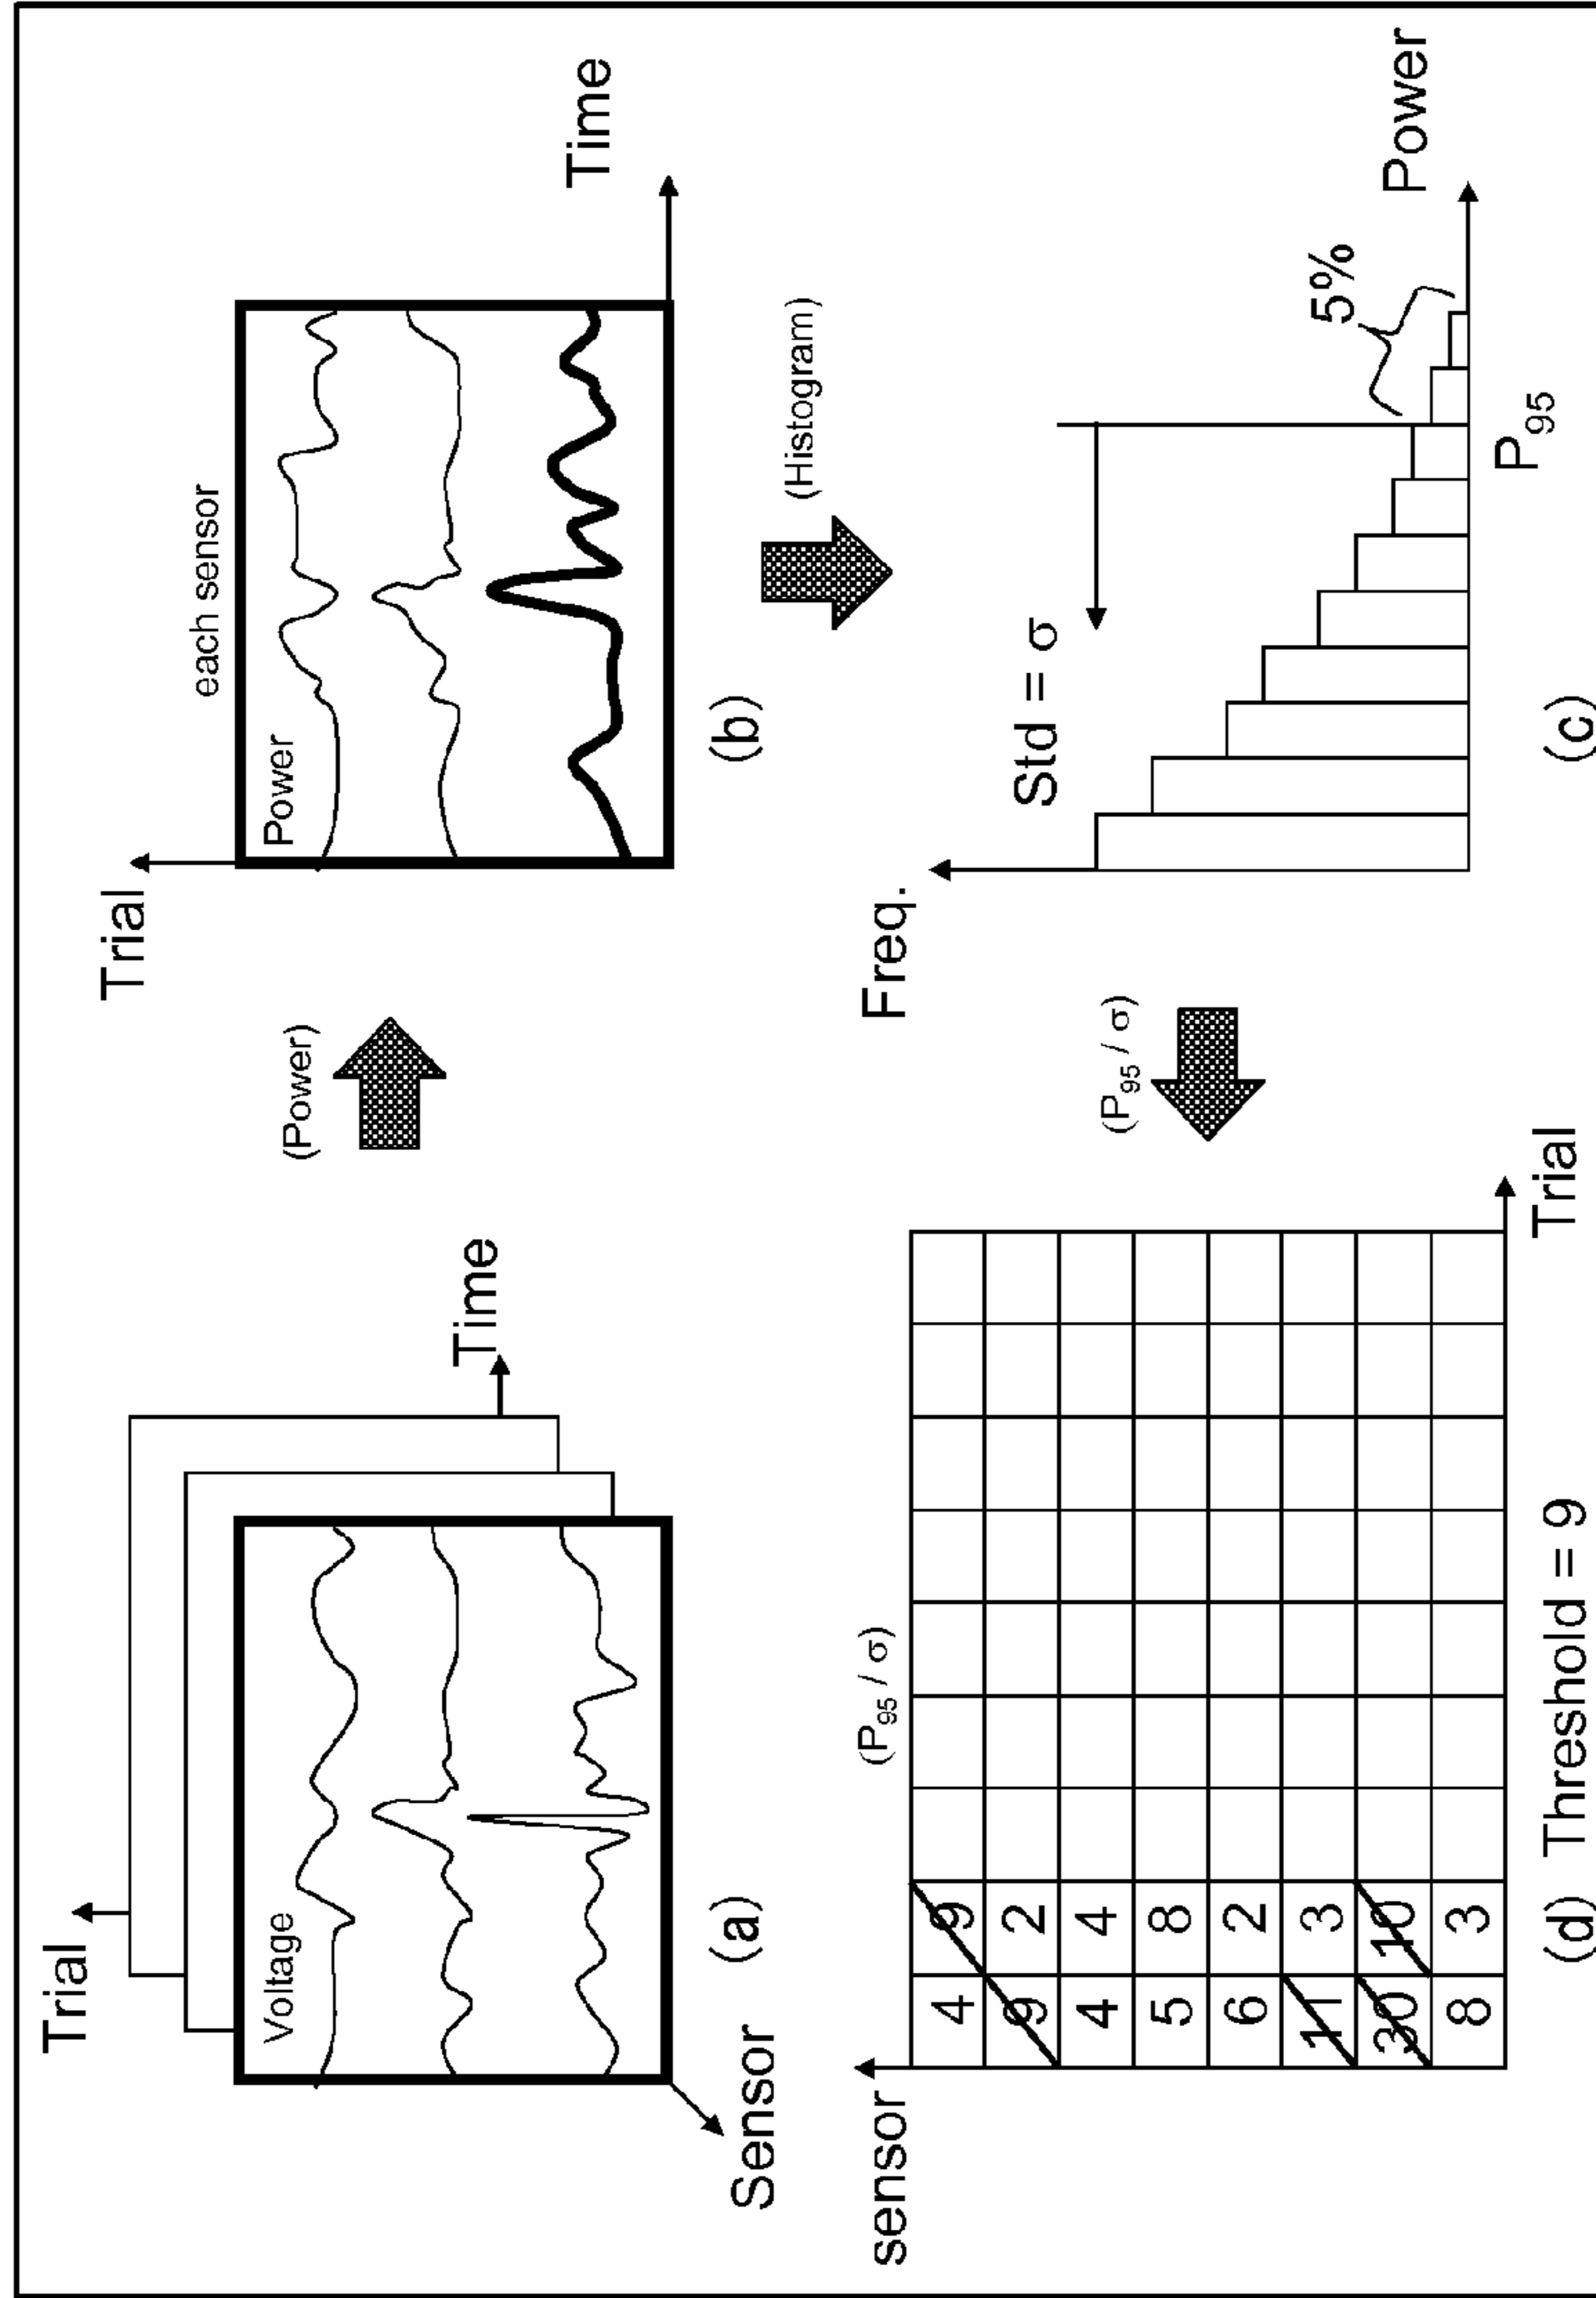 Trial
Voltage
Time
Sensor
(a)
(Power)
Trial
each sensor
Power
Time
(b)
(Histogram)
Freq.
Std = σ
5%
Power
P95
(c)
(P95 / σ)
(P95 / σ)
sensor
4 9
9 2
4 4
5 8
6 2
11 3
30 10
8 3
Trial
(d) Threshold = 9